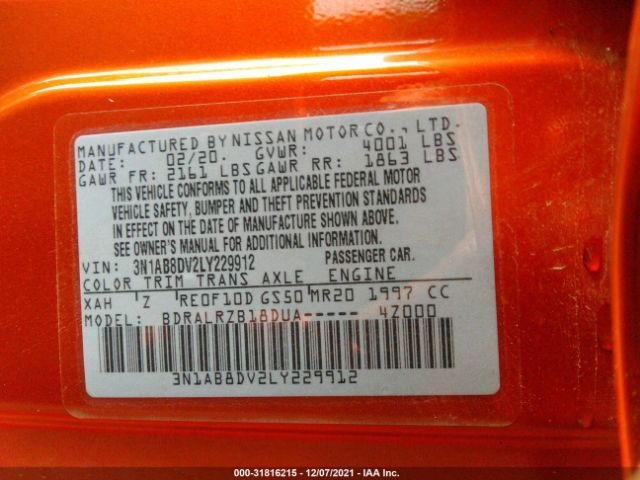 MANUFACTURED BY NISSAN MOTOR CO., LTD.
DATE: 02/20. GVWR: 4001 LBS
GAWR FR: 2161 LBS GAWR RR: 1863 LBS
THIS VEHICLE CONFORMS TO ALL APPLICABLE FEDERAL MOTOR
VEHICLE SAFETY, BUMPER AND THEFT PREVENTION STANDARDS
IN EFFECT ON THE DATE OF MANUFACTURE SHOWN ABOVE.
SEE OWNER'S MANUAL FOR ADDITIONAL INFORMATION.
VIN: 3N1AB8DV2LY229912 PASSENGER CAR.
COLOR TRIM TRANS AXLE ENGINE
XAH Z RE0F10D GS50 MR20 1997 CC
MODEL: BDRALRZB18DUA----- 4Z000
3N1AB8DV2LY229912
000-31816215 - 12/07/2021 - IAA Inc.